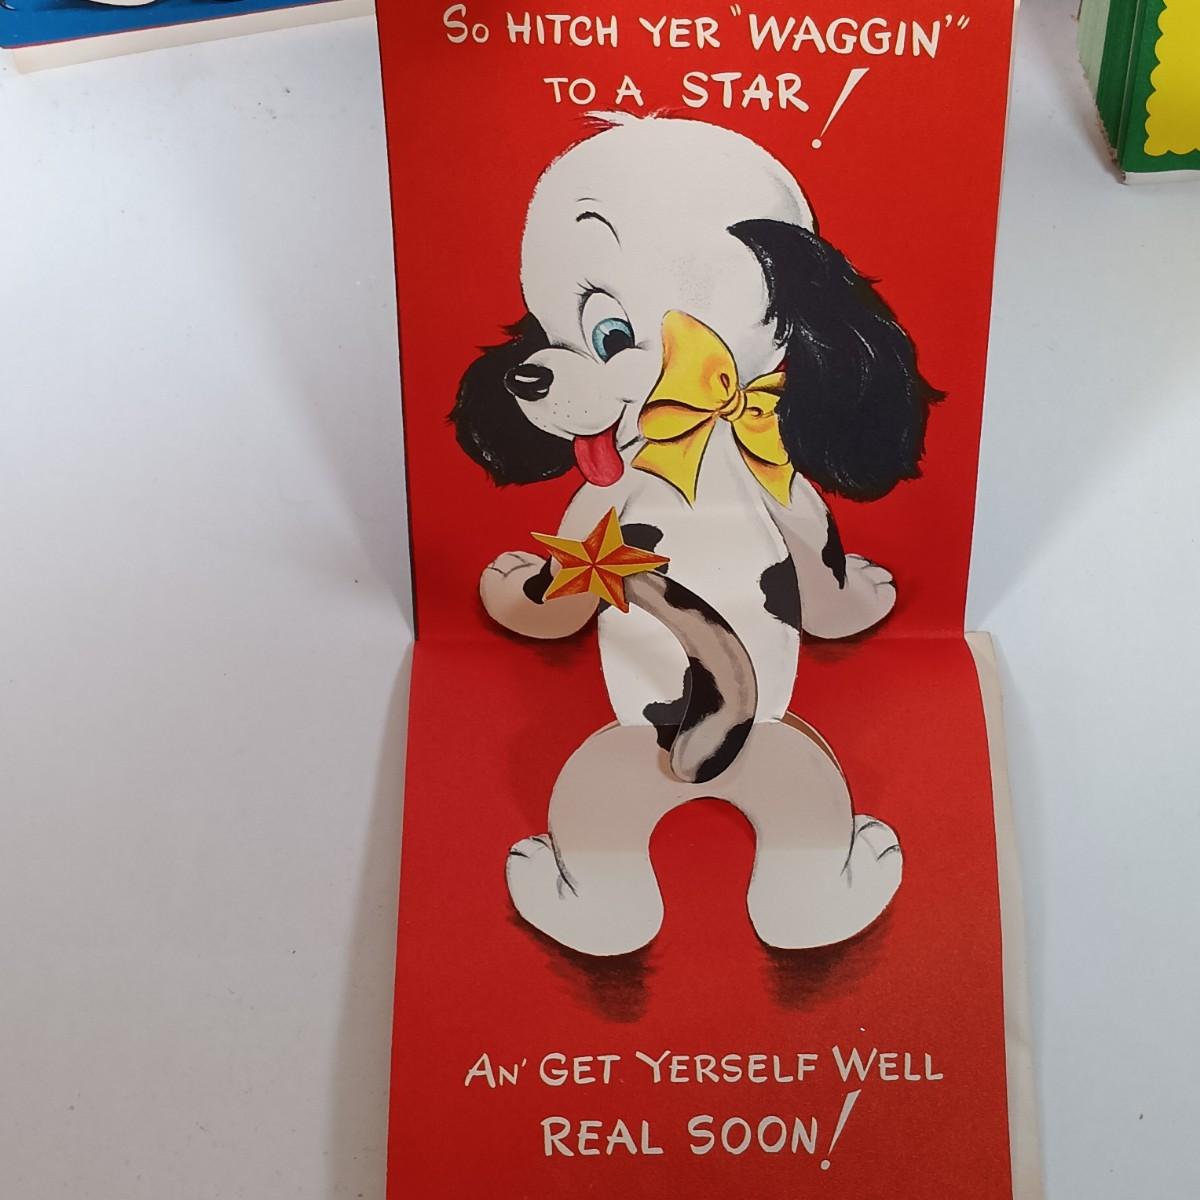 So HITCH YER "WAGGIN'"
TO A STAR!
AN' GET YERSELF WELL
REAL SOON!